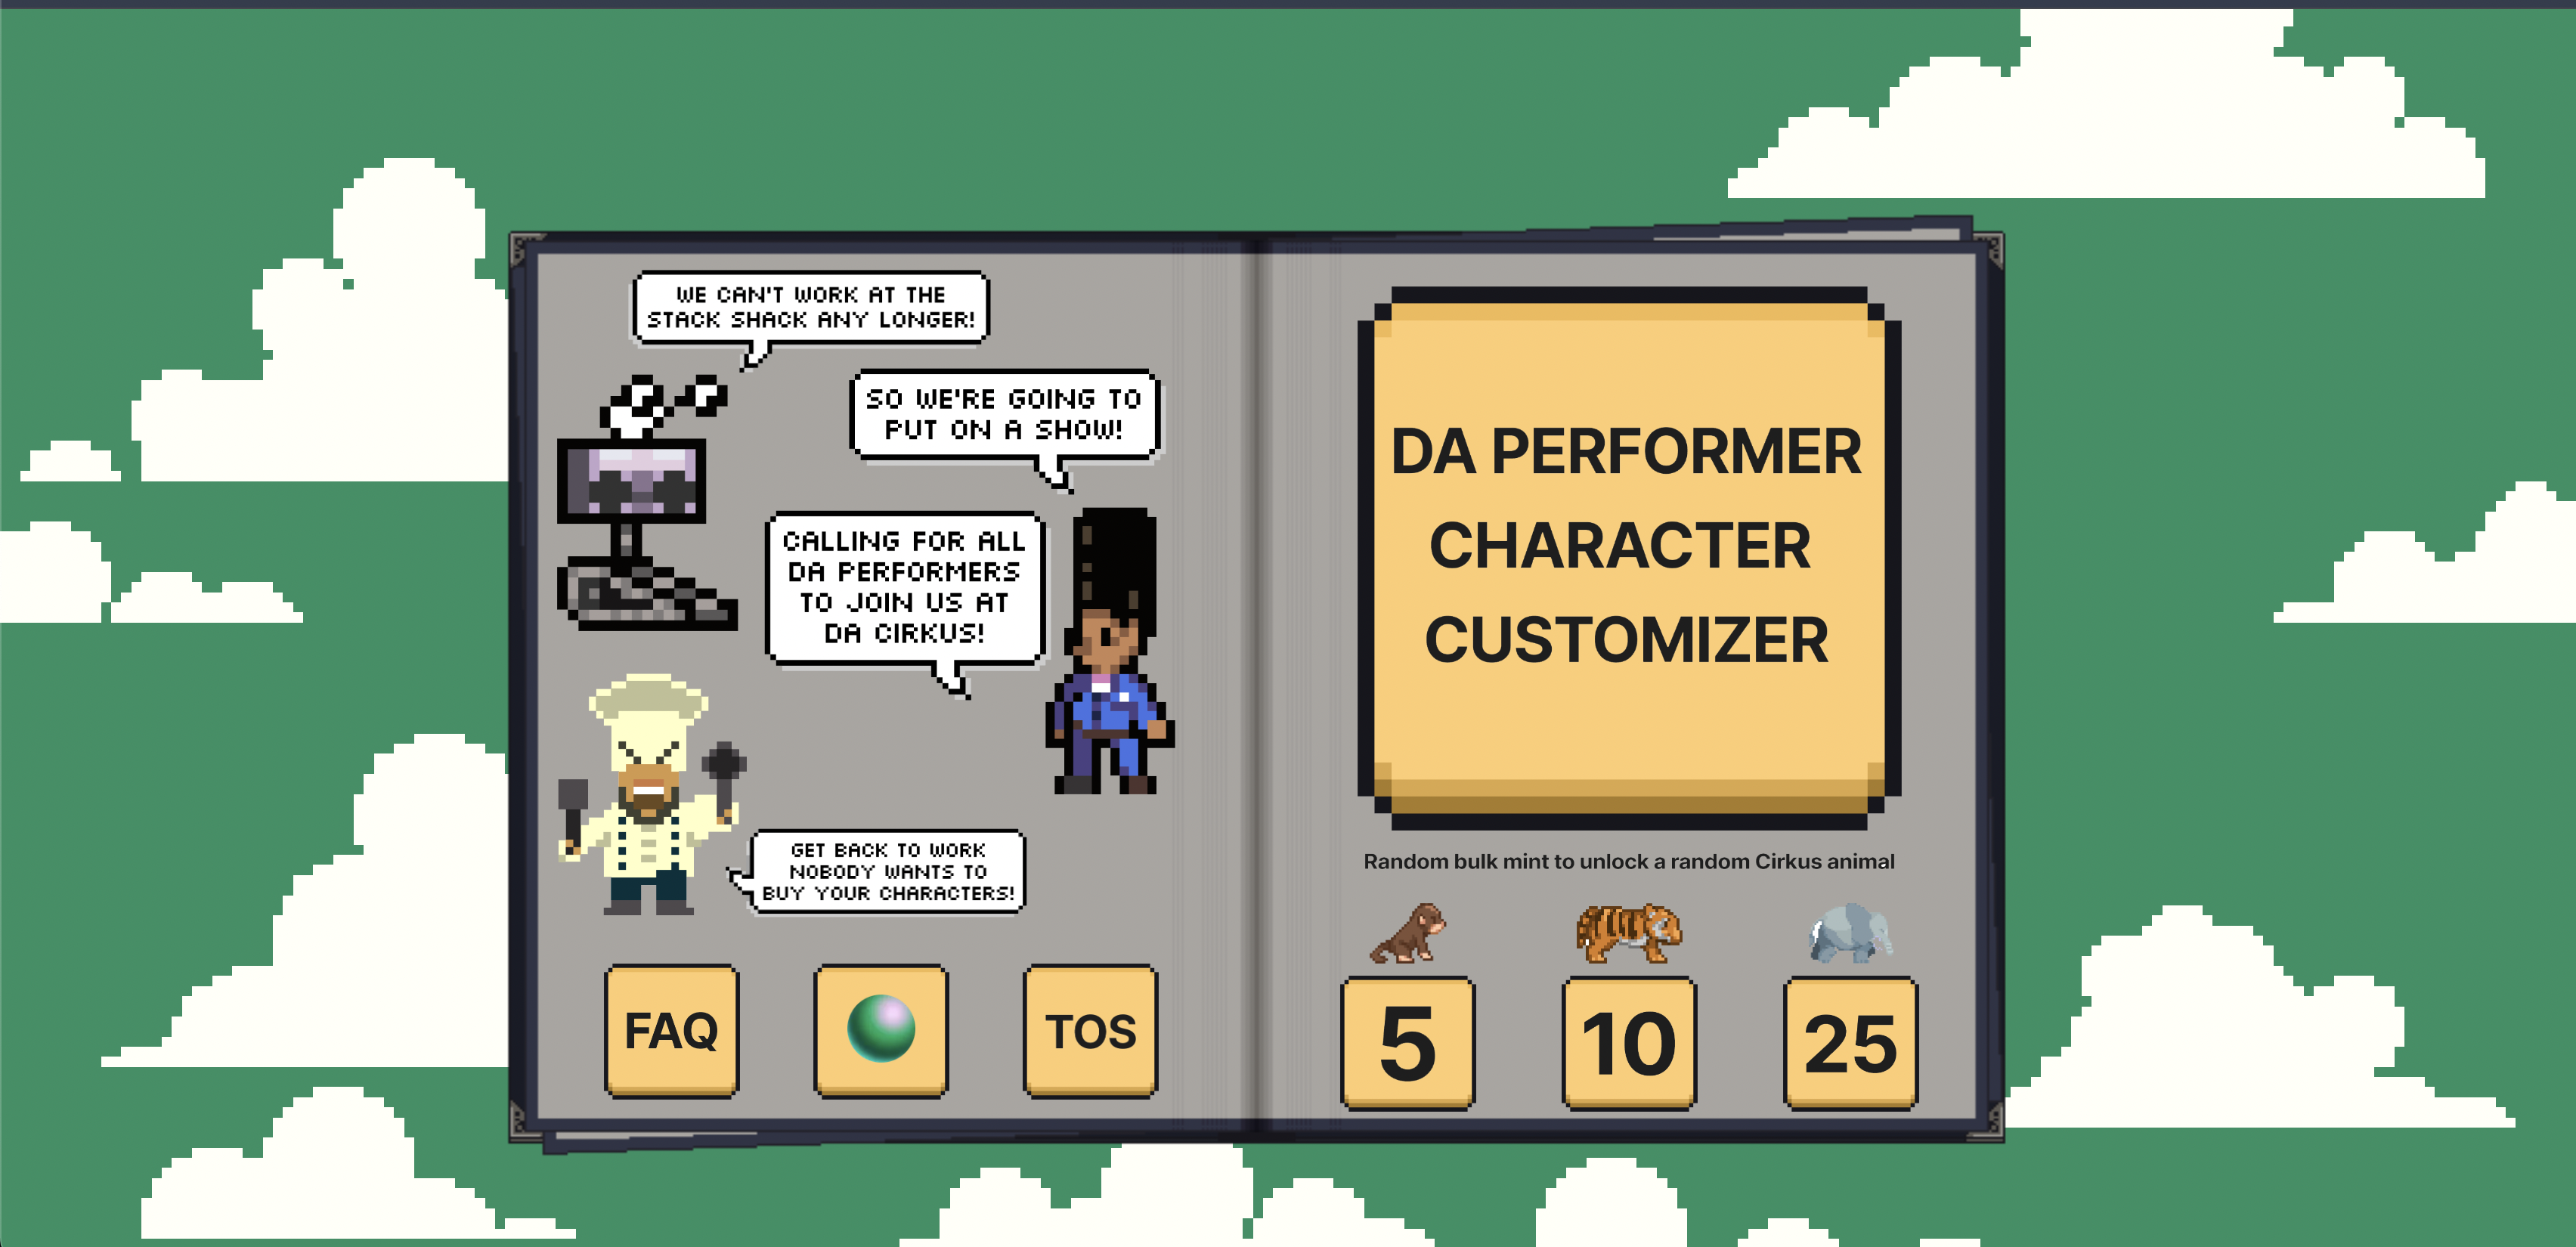 WE CAN'T WORK AT THE
STACK SHACK ANY LONGER!
SO WE'RE GOING TO
PUT ON A SHOW!
CALLING FOR ALL
DA PERFORMERS
TO JOIN US AT
DA CIRKUS!
GET BACK TO WORK
NOBODY WANTS TO
BUY YOUR CHARACTERS!
FAQ
TOS
DA PERFORMER
CHARACTER
CUSTOMIZER
Random bulk mint to unlock a random Cirkus animal
5
10
25